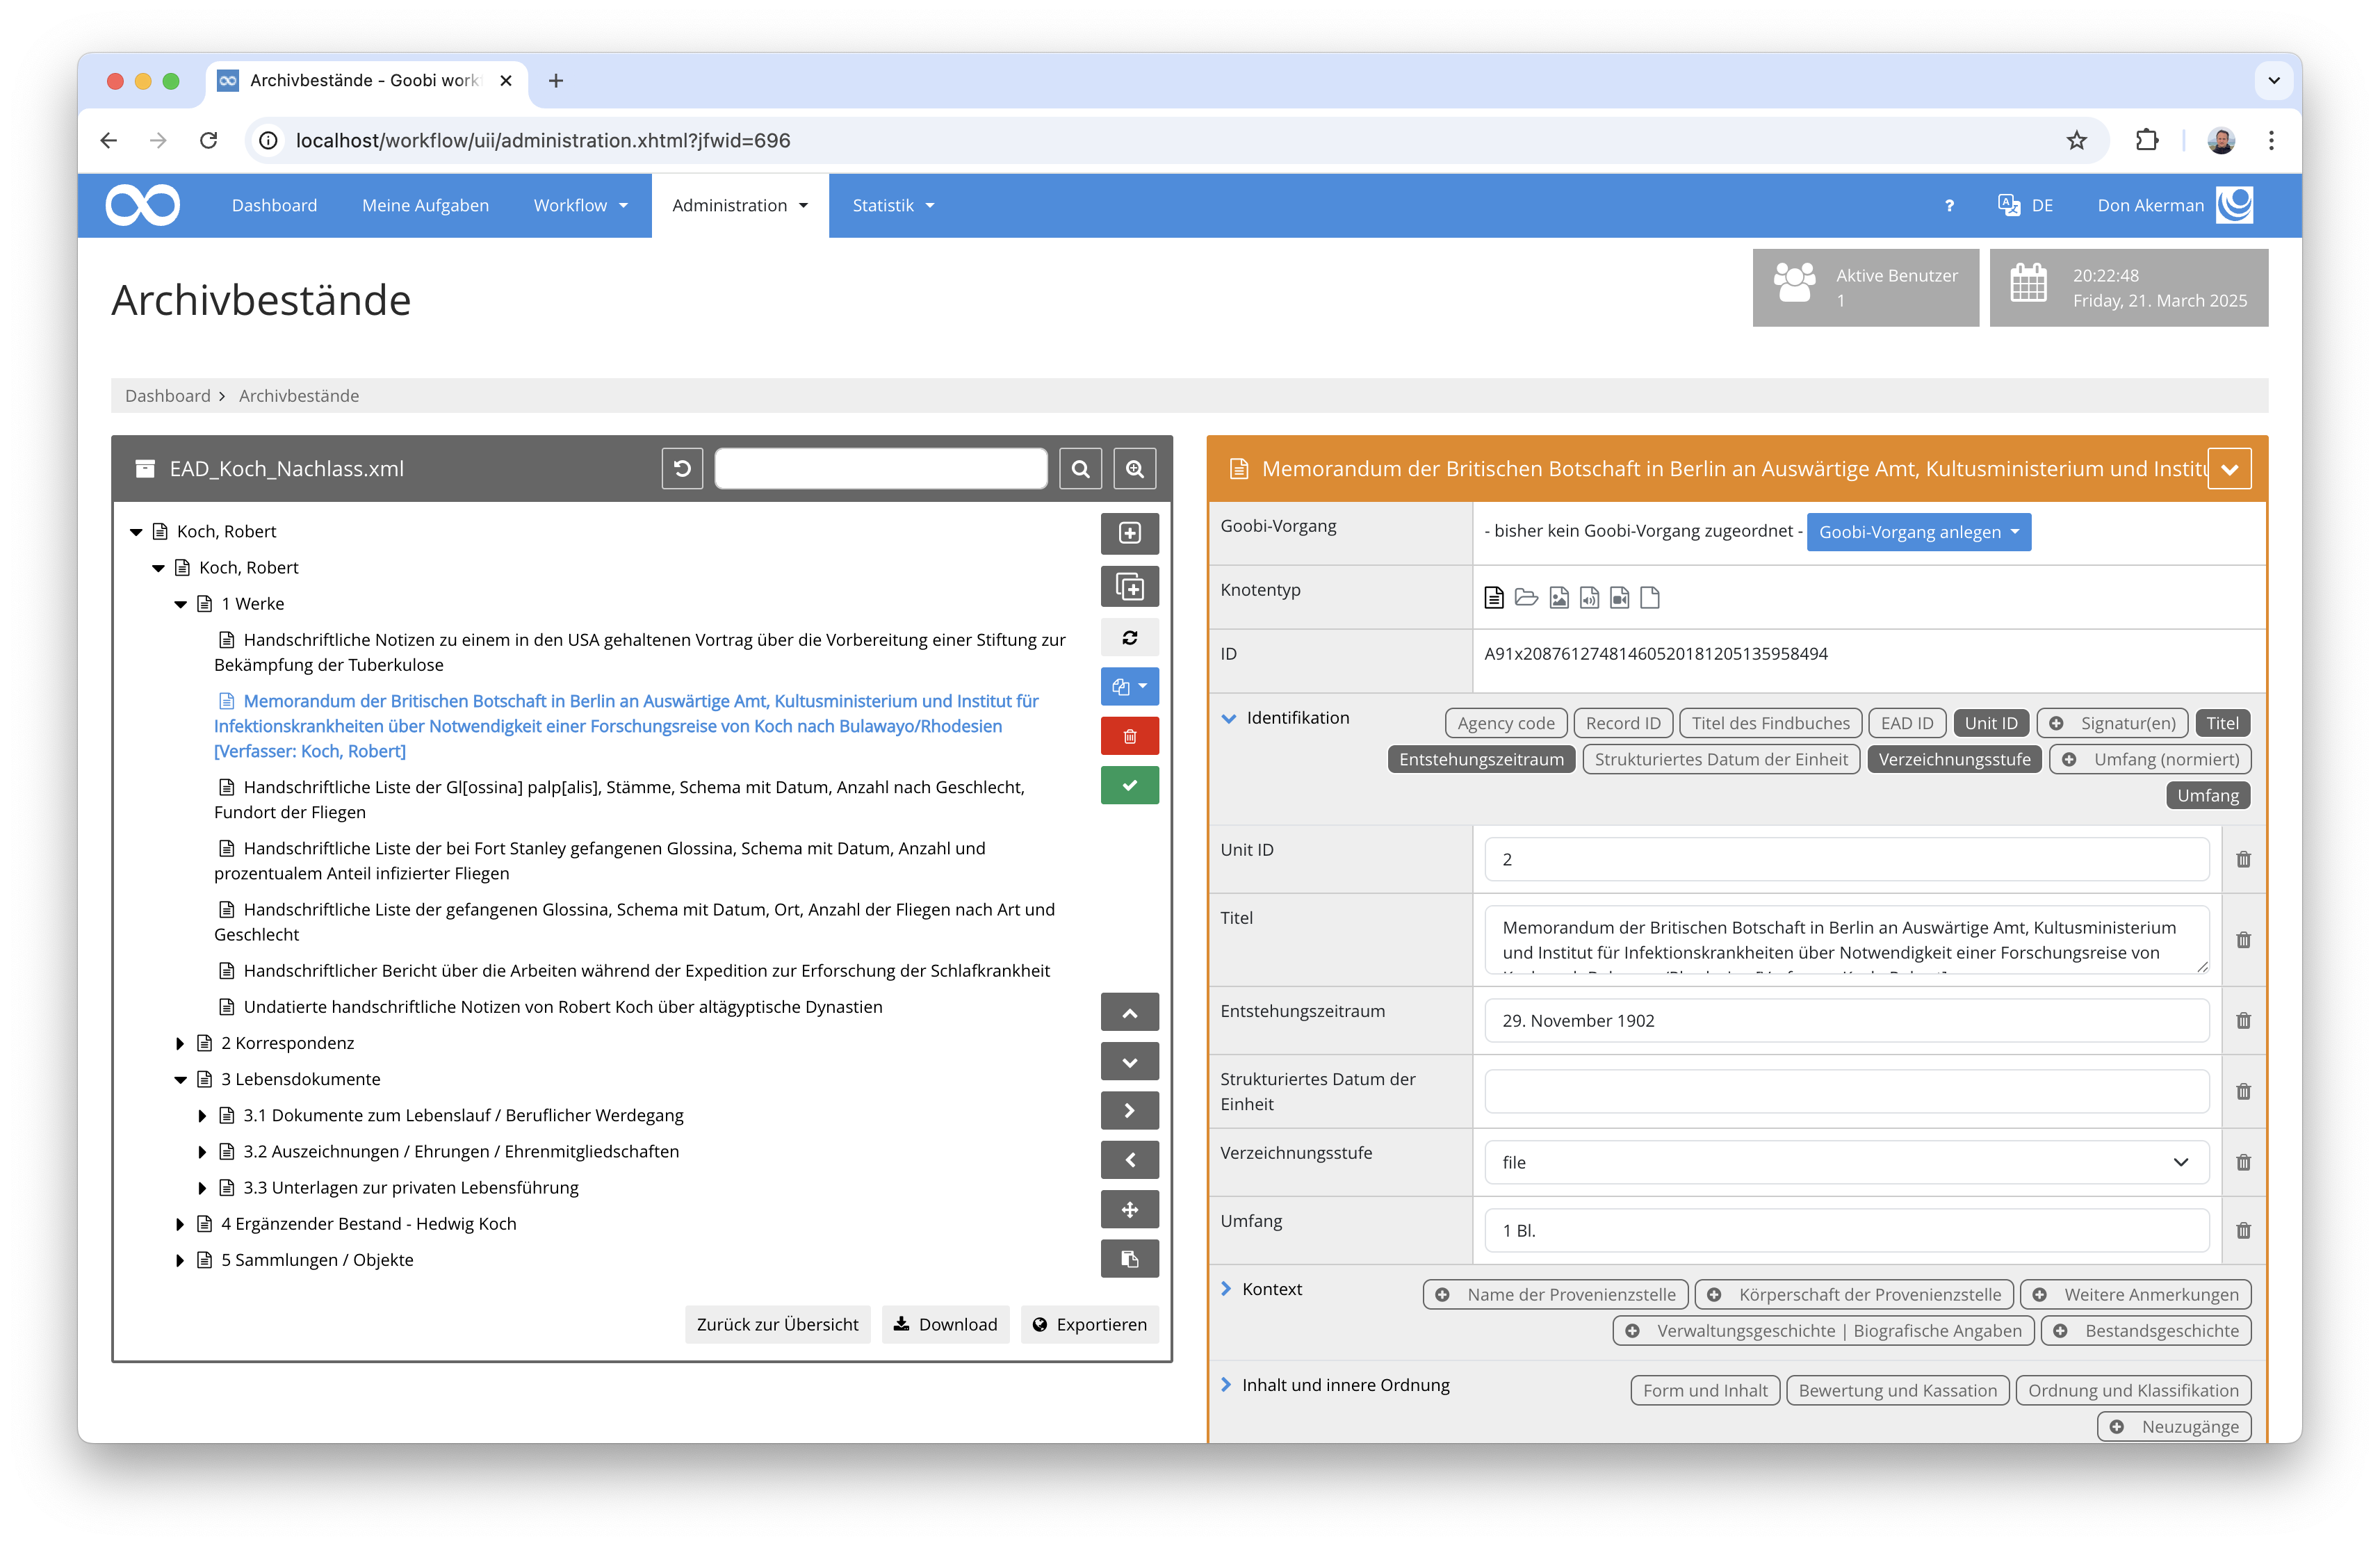 Archivbestände - Goobi work
localhost/workflow/uii/administration.xhtml?jfwid=696
Dashboard Meine Aufgaben Workflow Administration Statistik ? DE Don Akerman
Archivbestände
Aktive Benutzer
1
20:22:48
Friday, 21. March 2025
Dashboard Archivbestände
EAD_Koch_Nachlass.xml
Koch, Robert
Koch, Robert
1 Werke
Handschriftliche Notizen zu einem in den USA gehaltenen Vortrag über die Vorbereitung einer Stiftung zur
Bekämpfung der Tuberkulose
Memorandum der Britischen Botschaft in Berlin an Auswärtige Amt, Kultusministerium und Institut für
Infektionskrankheiten über Notwendigkeit einer Forschungsreise von Koch nach Bulawayo/Rhodesien
[Verfasser: Koch, Robert]
Handschriftliche Liste der Gl[ossina] palp[alis], Stämme, Schema mit Datum, Anzahl nach Geschlecht,
Fundort der Fliegen
Handschriftliche Liste der bei Fort Stanley gefangenen Glossina, Schema mit Datum, Anzahl und
prozentualem Anteil infizierter Fliegen
Handschriftliche Liste der gefangenen Glossina, Schema mit Datum, Ort, Anzahl der Fliegen nach Art und
Geschlecht
Handschriftlicher Bericht über die Arbeiten während der Expedition zur Erforschung der Schlafkrankheit
Undatierte handschriftliche Notizen von Robert Koch über altägyptische Dynastien
2 Korrespondenz
3 Lebensdokumente
3.1 Dokumente zum Lebenslauf / Beruflicher Werdegang
3.2 Auszeichnungen / Ehrungen / Ehrenmitgliedschaften
3.3 Unterlagen zur privaten Lebensführung
4 Ergänzender Bestand - Hedwig Koch
5 Sammlungen / Objekte
Zurück zur Übersicht Download Exportieren
Memorandum der Britischen Botschaft in Berlin an Auswärtige Amt, Kultusministerium und Institu
Goobi-Vorgang - bisher kein Goobi-Vorgang zugeordnet - Goobi-Vorgang anlegen
Knotentyp
ID A91x20876127481460520181205135958494
Identifikation Agency code Record ID Titel des Findbuches EAD ID Unit ID Signatur(en) Titel
Entstehungszeitraum Strukturiertes Datum der Einheit Verzeichnungsstufe Umfang (normiert)
Umfang
Unit ID 2
Titel Memorandum der Britischen Botschaft in Berlin an Auswärtige Amt, Kultusministerium
und Institut für Infektionskrankheiten über Notwendigkeit einer Forschungsreise von
Entstehungszeitraum 29. November 1902
Strukturiertes Datum der
Einheit
Verzeichnungsstufe file
Umfang 1 Bl.
Kontext Name der Provenienzstelle Körperschaft der Provenienzstelle Weitere Anmerkungen
Verwaltungsgeschichte | Biografische Angaben Bestandsgeschichte
Inhalt und innere Ordnung Form und Inhalt Bewertung und Kassation Ordnung und Klassifikation
Neuzugänge